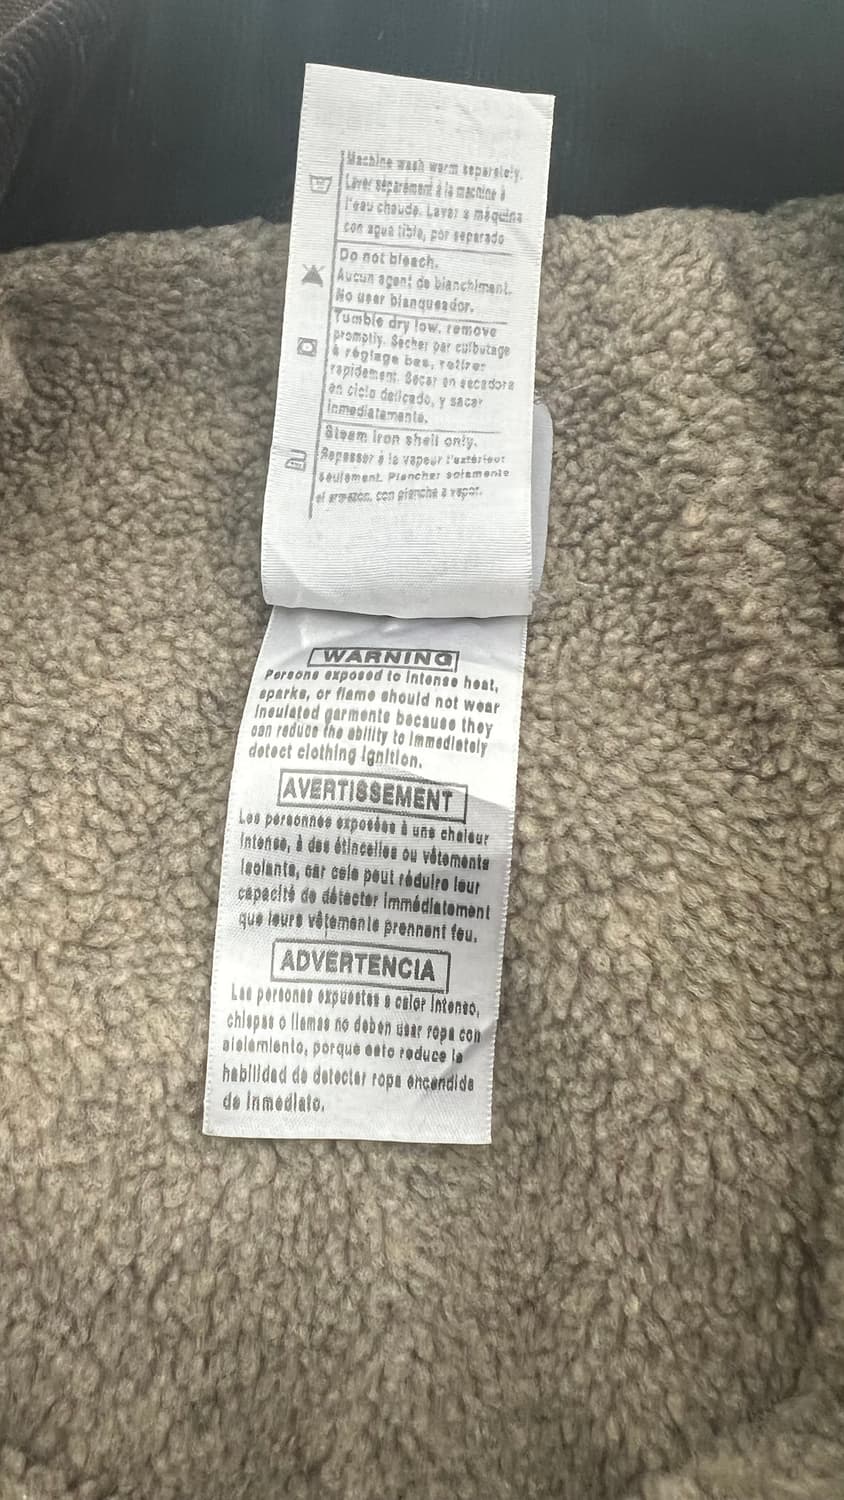 Machine wash warm separately.
Laver séparément à la machine à
l'eau chaude. Lavar a máquina
con agua tibia, por separado
Do not bleach.
Aucun agent de blanchiment.
No usar blanqueador.
Tumble dry low, remove
promptly. Sécher par culbutage
à réglage bas, retirer
rapidement. Secar en secadora
en ciclo delicado, y sacar
inmediatamente.
Steam iron shell only.
Repasser à la vapeur l'extérieur
seulement. Planchar solamente
el armazon, con plancha a vapor.
WARNING
Persons exposed to intense heat,
sparks, or flame should not wear
insulated garments because they
can reduce the ability to immediately
detect clothing ignition.
AVERTISSEMENT
Les personnes exposées à une chaleur
intense, à des étincelles ou vêtements
isolants, car cela peut réduire leur
capacité de détecter immédiatement
que leurs vêtements prennent feu.
ADVERTENCIA
Las personas expuestas a calor intenso,
chispas o llamas no deben usar ropa con
aislamiento, porque esto reduce la
habilidad de detectar ropa encendida
de inmediato.